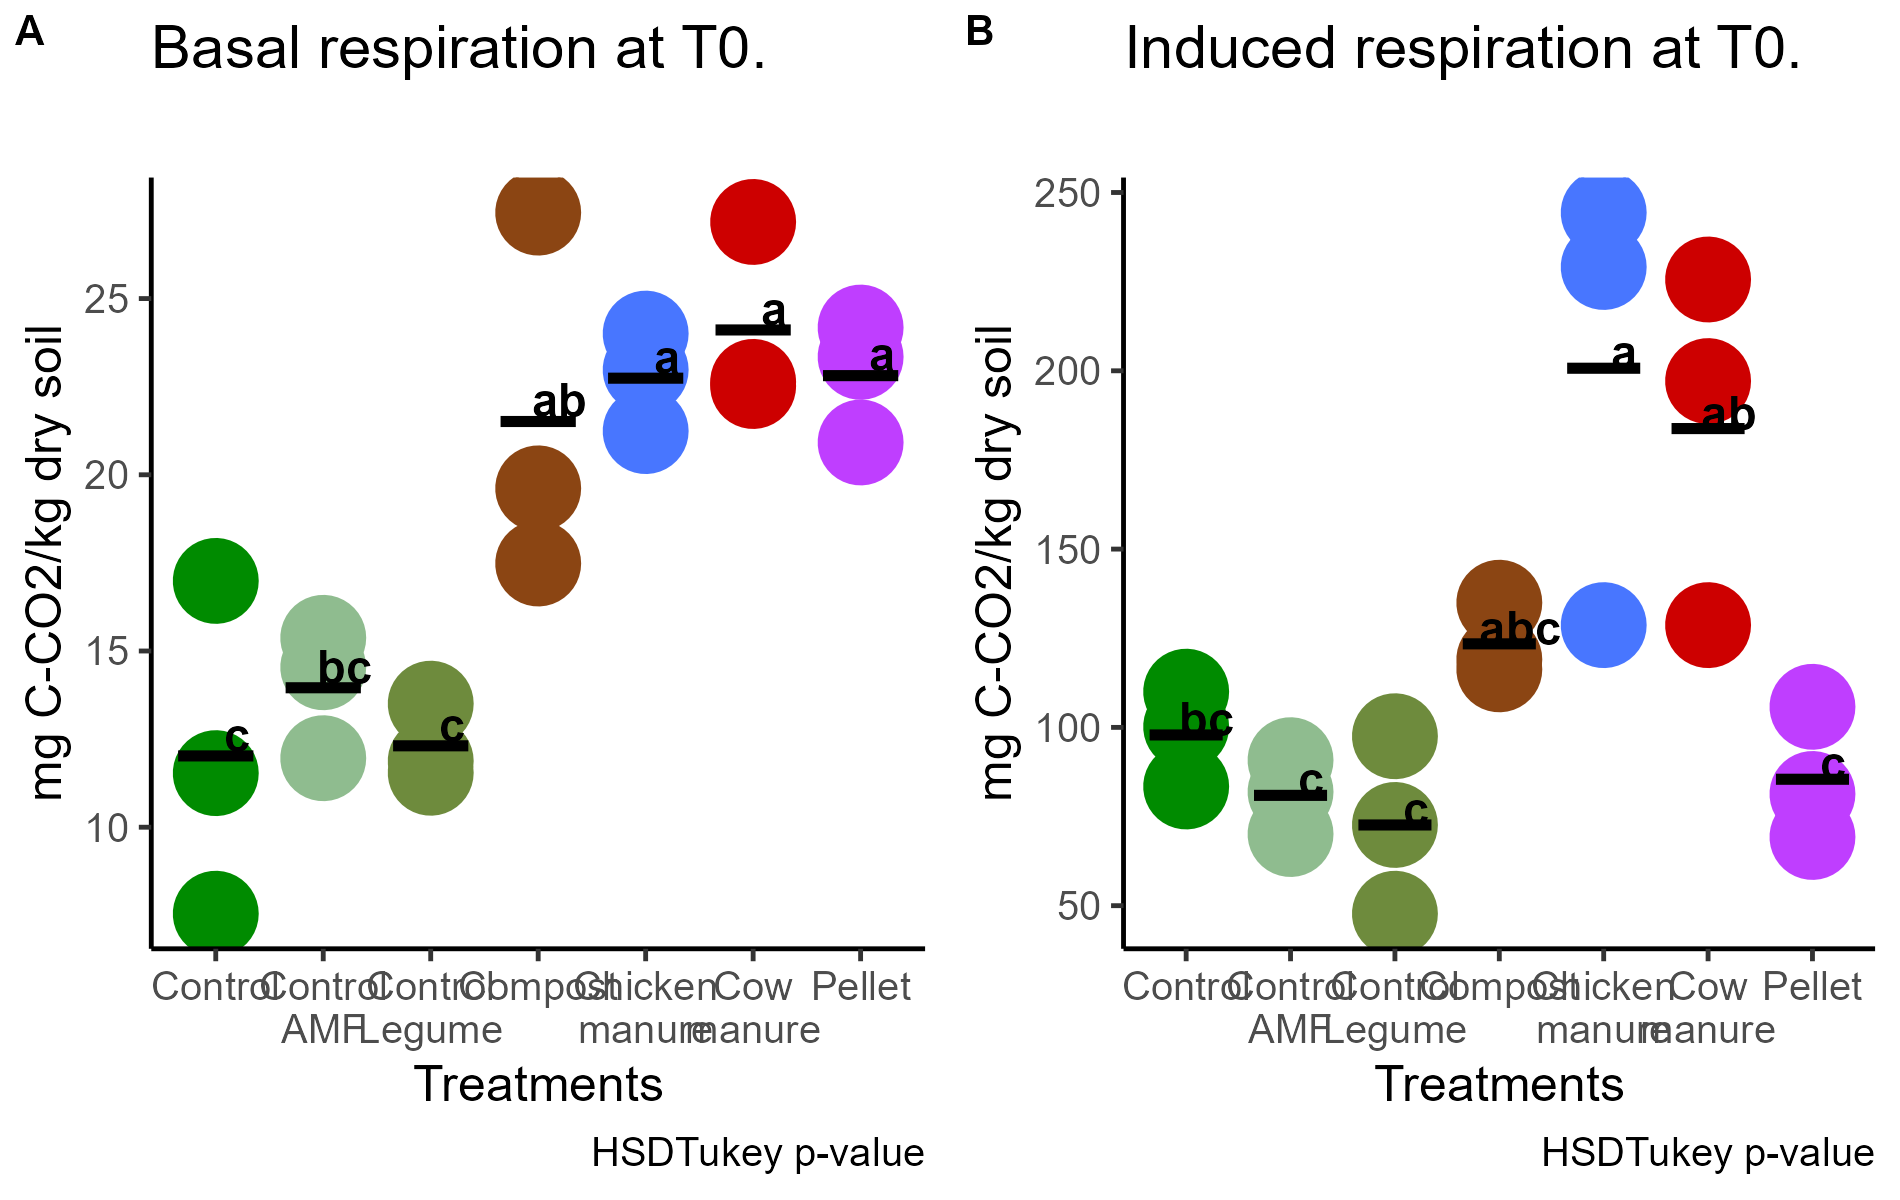 A
Basal respiration at T0.
mg C-CO2/kg dry soil
25
20
15
10
c
bc
c
ab
a
a
a
Control
Control
AMF
Control
Legume
Compost
Chicken
manure
Cow
manure
Pellet
Treatments
HSDTukey p-value
B
Induced respiration at T0.
mg C-CO2/kg dry soil
250
200
150
100
50
bc
c
c
abc
a
ab
c
Control
Control
AMF
Control
Legume
Compost
Chicken
manure
Cow
manure
Pellet
Treatments
HSDTukey p-value